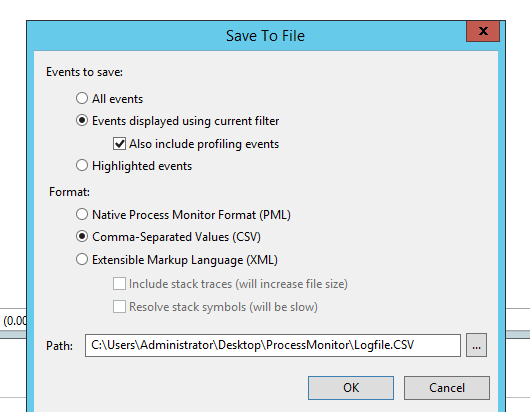 Save To File
x
Events to save:
All events
Events displayed using current filter
Also include profiling events
Highlighted events
Format:
Native Process Monitor Format (PML)
Comma-Separated Values (CSV)
Extensible Markup Language (XML)
Include stack traces (will increase file size)
Resolve stack symbols (will be slow)
(0.00
Path: C:\Users\Administrator\Desktop\ProcessMonitor\Logfile.CSV ...
OK Cancel